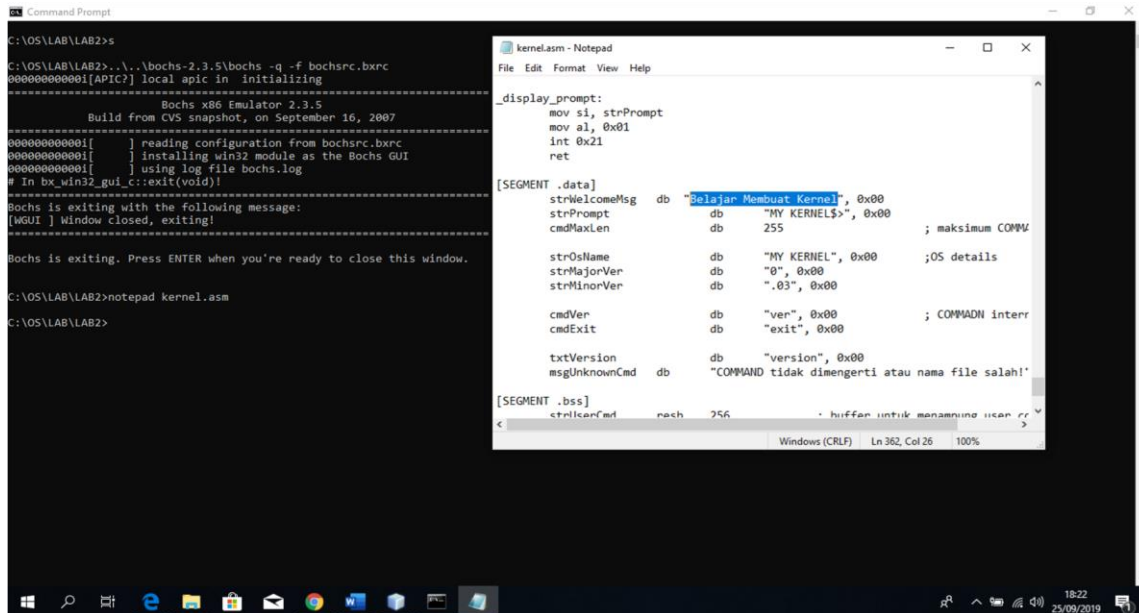 Command Prompt
C:\OS\LAB\LAB2>s
C:\OS\LAB\LAB2>..\..\bochs-2.3.5\bochs -q -f bochsrc.bxrc
00000000000i[APIC?] local apic in  initializing
========================================================================
Bochs x86 Emulator 2.3.5
Build from CVS snapshot, on September 16, 2007
========================================================================
00000000000i[     ] reading configuration from bochsrc.bxrc
00000000000i[     ] installing win32 module as the Bochs GUI
00000000000i[     ] using log file bochs.log
# In bx_win32_gui_c::exit(void)!
========================================================================
Bochs is exiting with the following message:
[WGUI ] Window closed, exiting!
========================================================================
Bochs is exiting. Press ENTER when you're ready to close this window.
C:\OS\LAB\LAB2>notepad kernel.asm
C:\OS\LAB\LAB2>
kernel.asm - Notepad
File Edit Format View Help
_display_prompt:
mov si, strPrompt
mov al, 0x01
int 0x21
ret
[SEGMENT .data]
strWelcomeMsg db "Belajar Membuat Kernel", 0x00
strPrompt db "MY KERNEL$>", 0x00
cmdMaxLen db 255 ; maksimum COMMA
strOsName db "MY KERNEL", 0x00 ;OS details
strMajorVer db "0", 0x00
strMinorVer db ".03", 0x00
cmdVer db "ver", 0x00 ; COMMADN intern
cmdExit db "exit", 0x00
txtVersion db "version", 0x00
msgUnknownCmd db "COMMAND tidak dimengerti atau nama file salah!"
[SEGMENT .bss]
strUserCmd resb 256 ; buffer untuk menampung user co
Windows (CRLF) Ln 362, Col 26 100%
18:22
25/09/2019